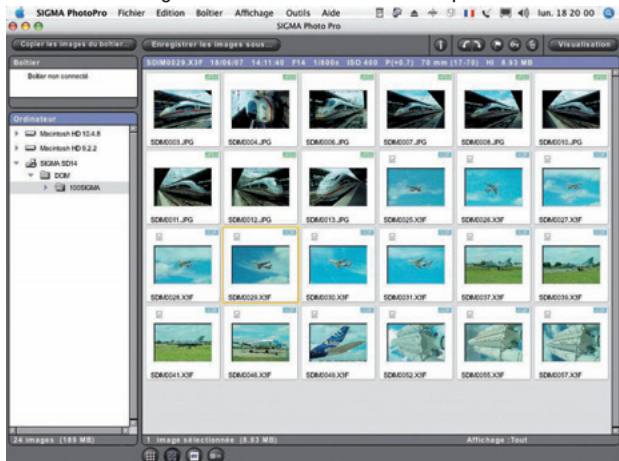 SIGMA PhotoPro Fichier Edition Boîtier Affichage Outils Aide lun. 18 20 00
SIGMA Photo Pro
Copier les images du boîtier... Enregistrer les images sous... Visualisation
Boîtier
SDIM0029.X3F 18/06/07 14:11:40 F14 1/800s ISO 400 P(+0.7) 70 mm (17-70) HI 8.93 MB
Boîtier non connecté
Ordinateur
Macintosh HD 10.4.8
Macintosh HD 9.2.2
SIGMA SD14
DCIM
100SIGMA
SDIM0003.JPG SDIM0004.JPG SDIM0006.JPG SDIM0007.JPG SDIM0008.JPG SDIM0010.JPG
SDIM0011.JPG SDIM0012.JPG SDIM0013.JPG SDIM0025.X3F SDIM0026.X3F SDIM0027.X3F
SDIM0028.X3F SDIM0029.X3F SDIM0030.X3F SDIM0031.X3F SDIM0037.X3F SDIM0039.X3F
SDIM0041.X3F SDIM0046.X3F SDIM0048.X3F SDIM0052.X3F SDIM0055.X3F SDIM0057.X3F
24 images (189 MB) 1 image sélectionnée (8.93 MB) Affichage :Tout